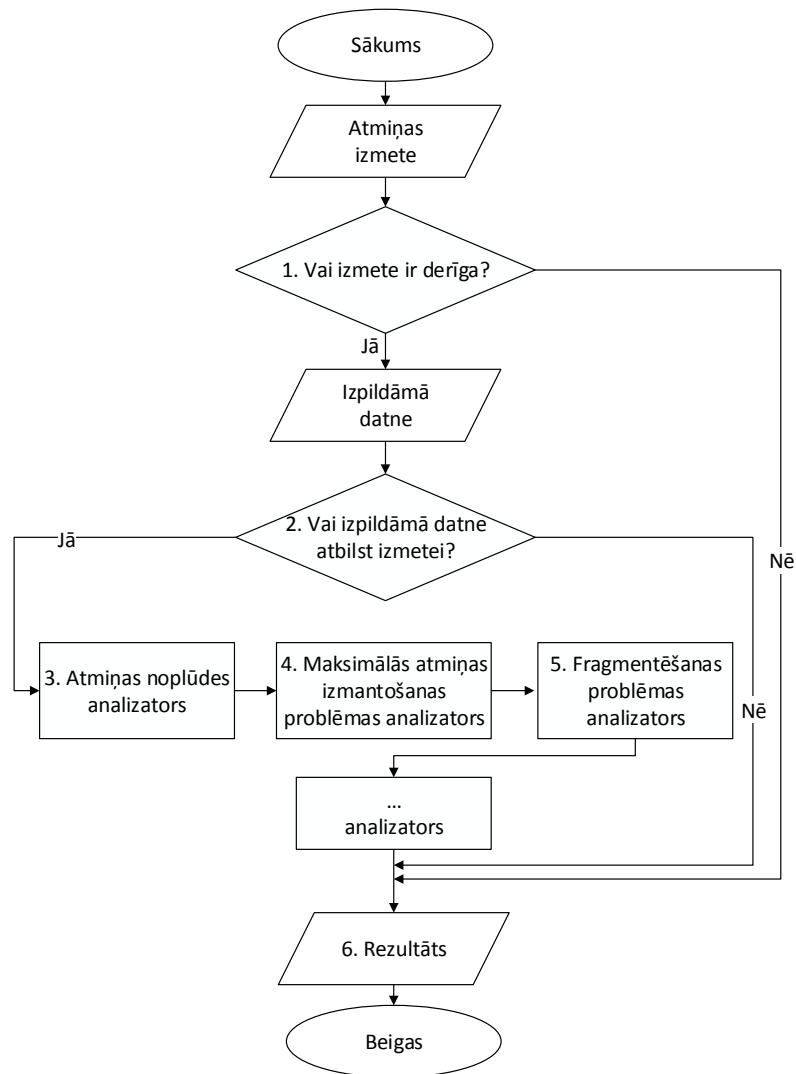 Sākums
Atmiņas
izmete
1. Vai izmete ir derīga?
Jā
Izpildāmā
datne
2. Vai izpildāmā datne
atbilst izmetei?
Jā
Nē
3. Atmiņas noplūdes
analizators
4. Maksimālās atmiņas
izmantošanas
problēmas analizators
5. Fragmentēšanas
problēmas
analizators
Nē
...
analizators
6. Rezultāts
Beigas